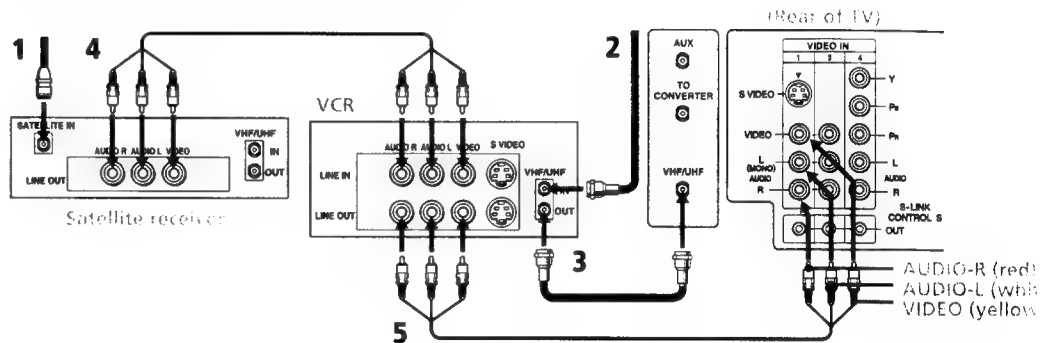 (Rear of TV)
1
4
2
AUX
TO
CONVERTER
VHF/UHF
VIDEO IN
1 3 4
S VIDEO
VIDEO
L
(MONO)
AUDIO
R
Y
PB
PR
L
AUDIO
R
S-LINK
CONTROL S
OUT
SATELLITE IN
AUDIO R AUDIO L VIDEO
LINE OUT
VHF/UHF
IN
OUT
Satellite receiver
VCR
AUDIO R AUDIO L VIDEO S VIDEO
LINE IN
LINE OUT
VHF/UHF
IN
OUT
3
5
AUDIO-R (red)
AUDIO-L
VIDEO